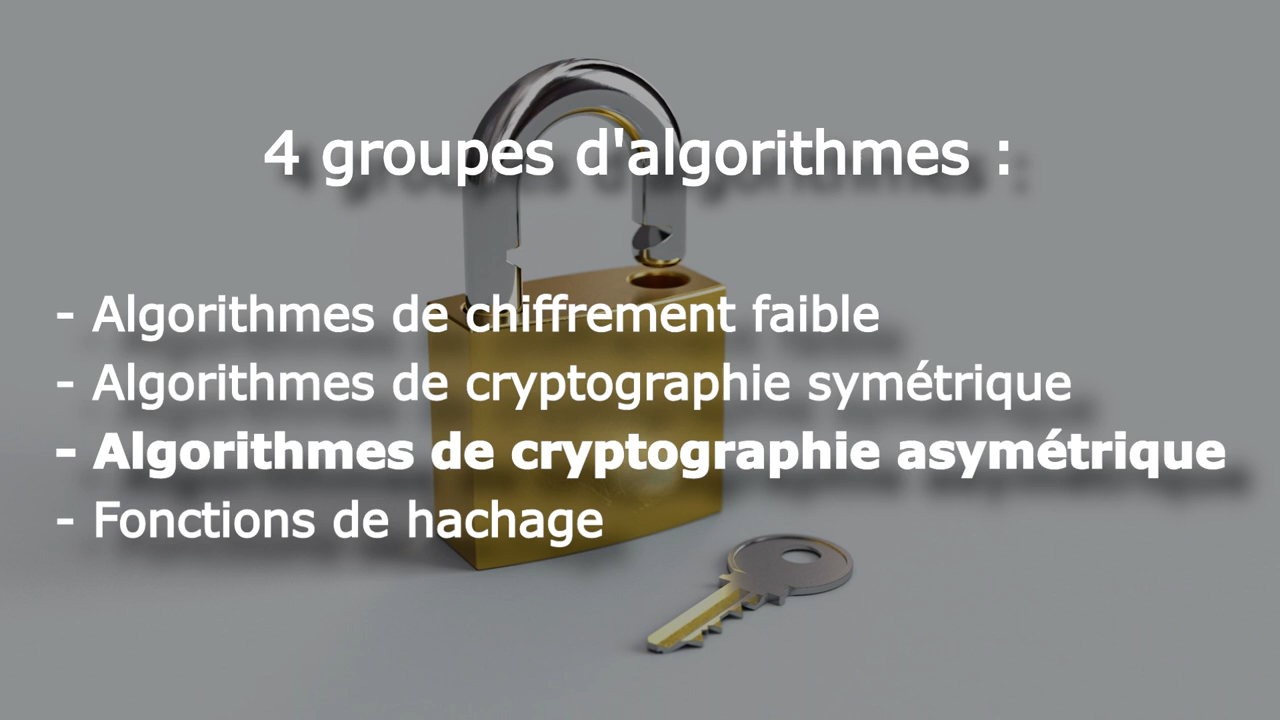 4 groupes d'algorithmes :
- Algorithmes de chiffrement faible
- Algorithmes de cryptographie symétrique
- Algorithmes de cryptographie asymétrique
- Fonctions de hachage